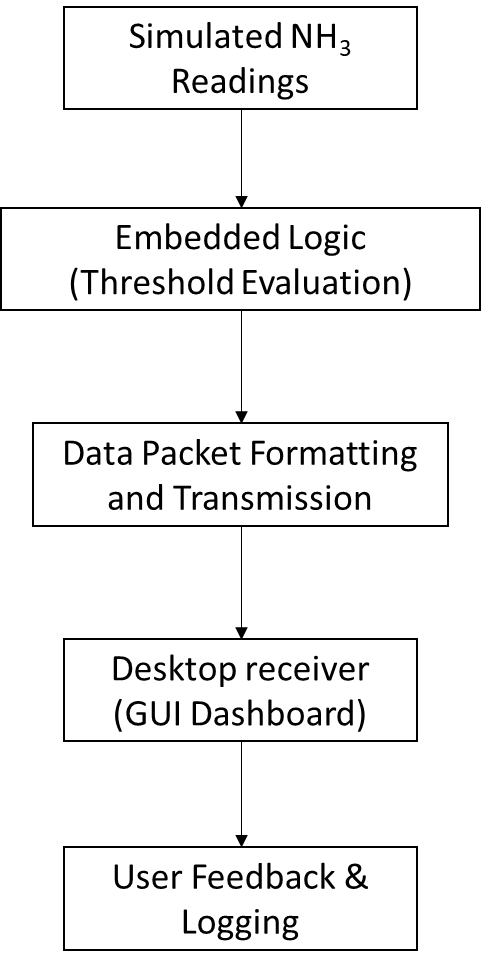 Simulated NH₃
Readings
Embedded Logic
(Threshold Evaluation)
Data Packet Formatting
and Transmission
Desktop receiver
(GUI Dashboard)
User Feedback &
Logging